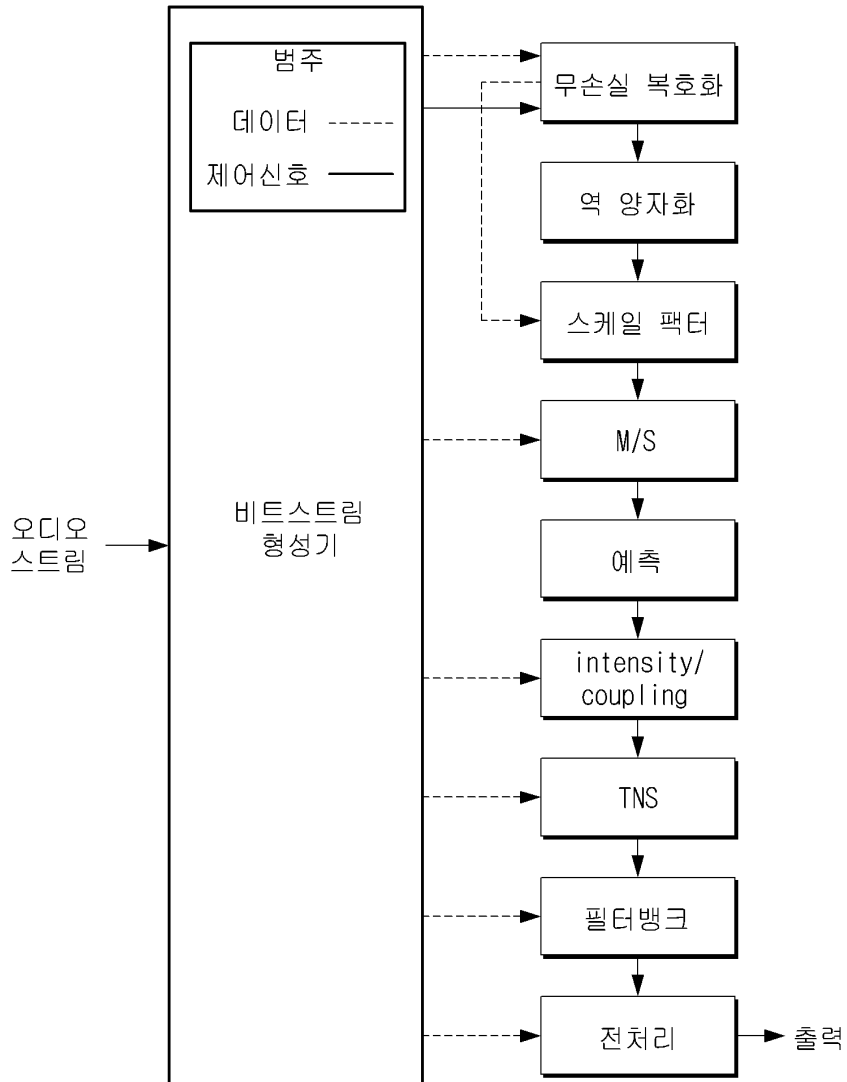 범주
데이터
제어신호
오디오
스트림
비트스트림
형성기
무손실 복호화
역 양자화
스케일 팩터
M/S
예측
intensity/
coupling
TNS
필터뱅크
전처리
출력